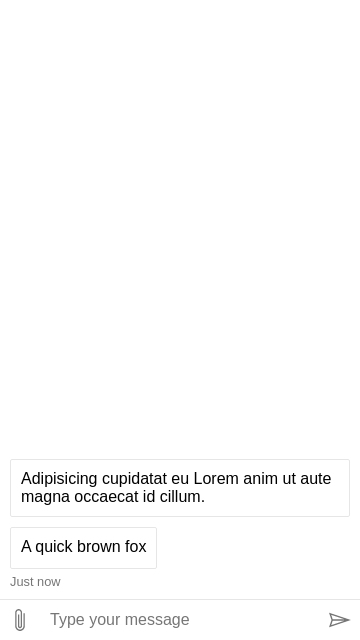 Adipisicing cupidatat eu Lorem anim ut aute
magna occaecat id cillum.
A quick brown fox
Just now
Type your message